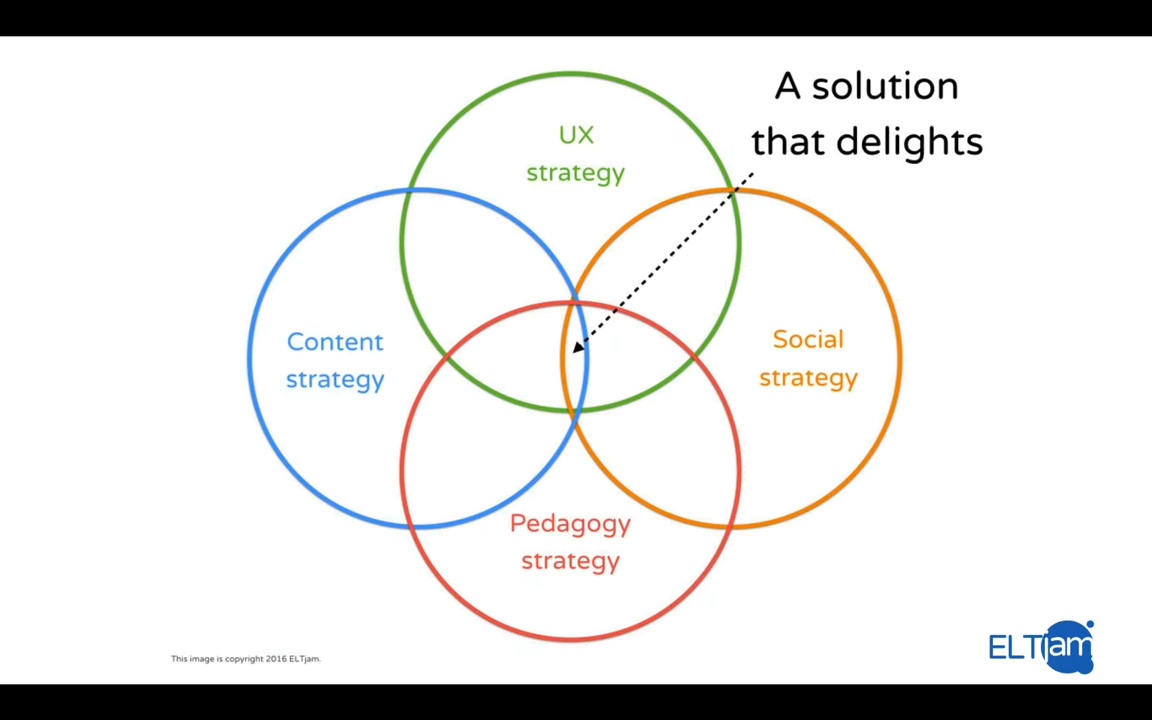 A solution
that delights
UX
strategy
Content
strategy
Social
strategy
Pedagogy
strategy
This image is copyright 2016 ELTjam.
ELTjam